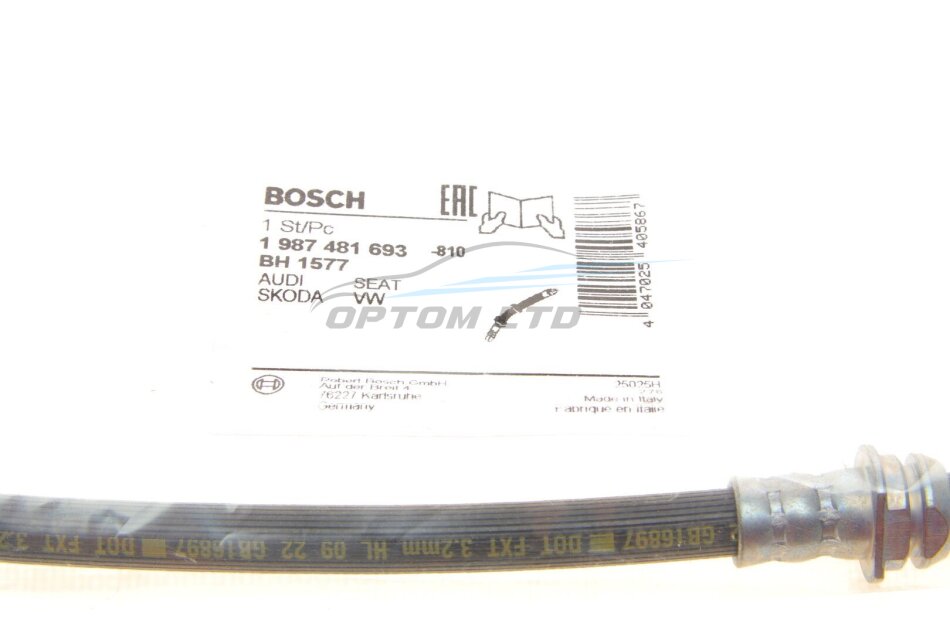 BOSCH EAC
1 St/Pc
1 987 481 693 -810
BH 1577
AUDI SEAT
SKODA VW
4 047025 405867
OPTOM LTD
Robert Bosch GmbH
Auf der Breit 4
76227 Karlsruhe
Germany
25025H
Made in Italy
Fabriqué en Italie
GB16897 DOT FXT 3.2mm HL 09 22 GB16897 DOT FXT 3.2